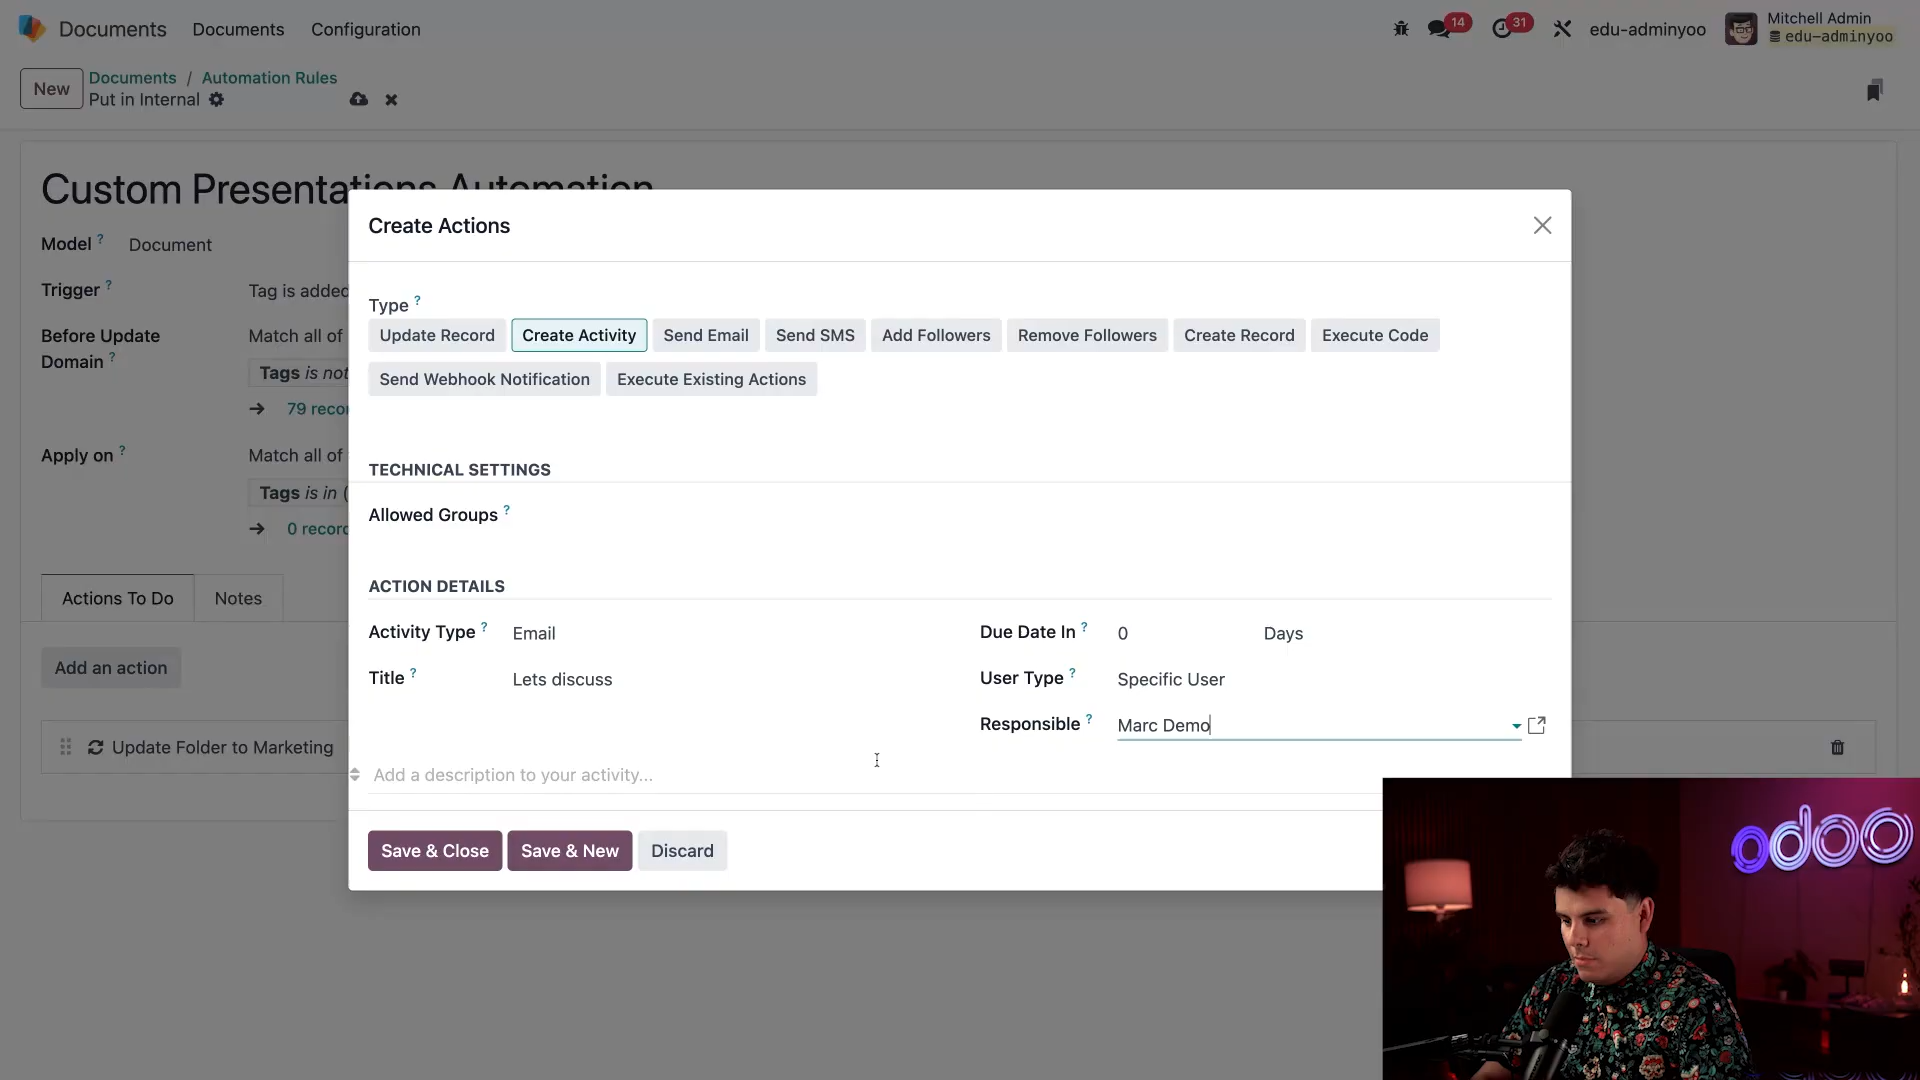 Documents Documents Configuration 14 31 edu-adminyoo Mitchell Admin
edu-adminyoo
New Documents / Automation Rules
Put in Internal
Custom Presentations Automation
Model ? Document
Trigger ? Tag is added
Before Update Domain ? Match all of
Tags is not
79 recor
Apply on ? Match all of
Tags is in (
0 record
Actions To Do Notes
Add an action
Update Folder to Marketing
Create Actions
Type ?
Update Record Create Activity Send Email Send SMS Add Followers Remove Followers Create Record Execute Code
Send Webhook Notification Execute Existing Actions
TECHNICAL SETTINGS
Allowed Groups ?
ACTION DETAILS
Activity Type ? Email Due Date In ? 0 Days
Title ? Lets discuss User Type ? Specific User
Responsible ? Marc Demo
Add a description to your activity...
Save & Close Save & New Discard
odoo